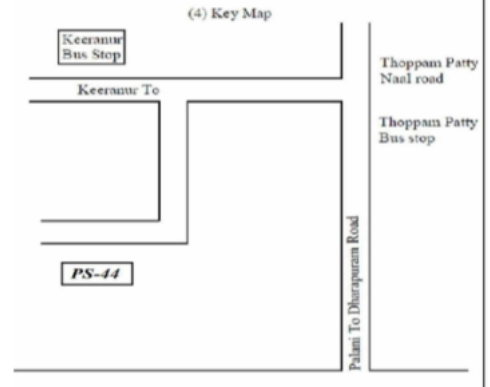 (4) Key Map
Keeranur
Bus Stop
Thoppam Patty
Naal road
Keeranur To
Thoppam Patty
Bus stop
PS-44
Palani To Dharapuram Road